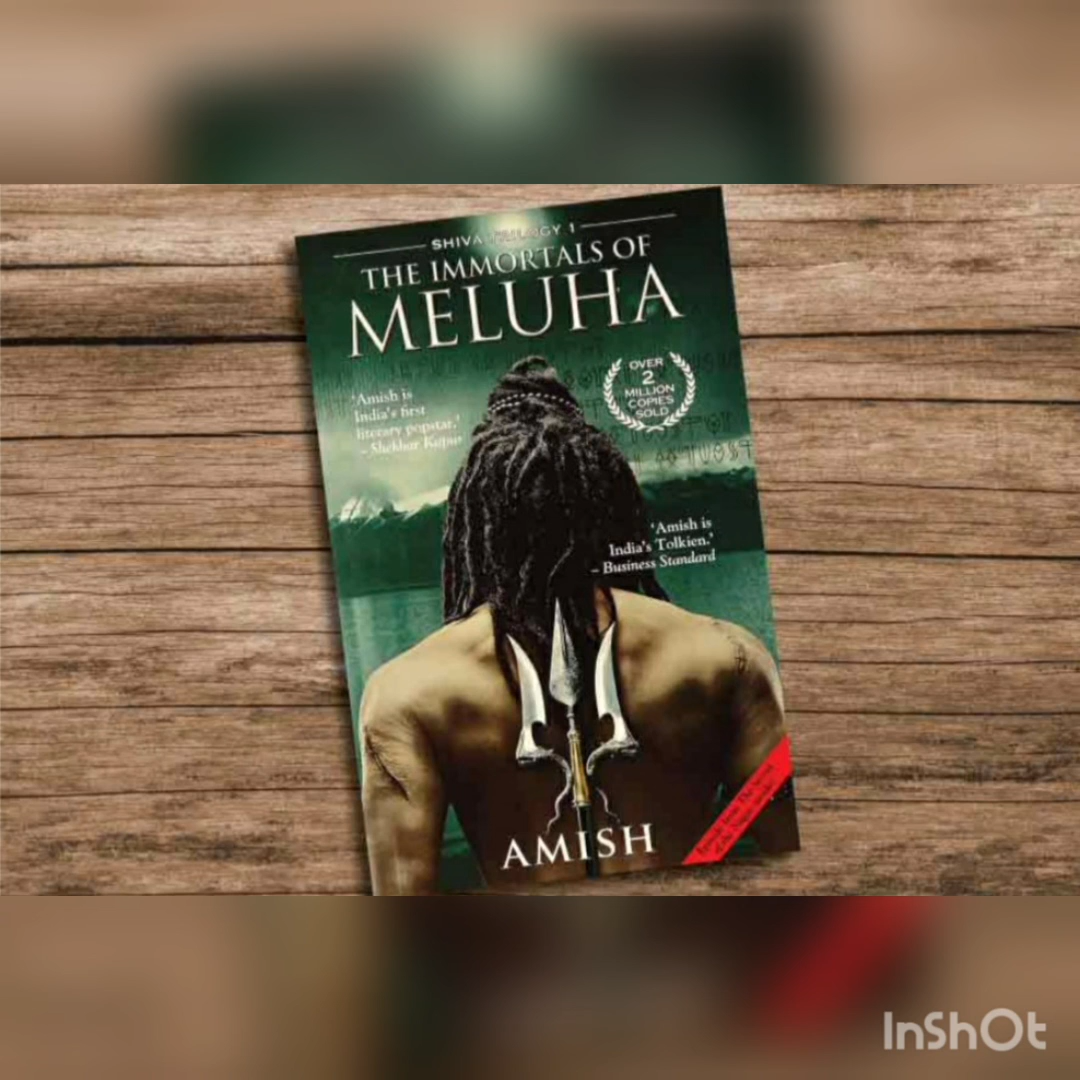 SHIVA TRILOGY 1
THE IMMORTALS OF
MELUHA
'Amish is
India's first
literary popstar.'
– Shekhar Kapur
OVER
2
MILLION
COPIES
SOLD
'Amish is
India's Tolkien.'
– Business Standard
AMISH
InShOt